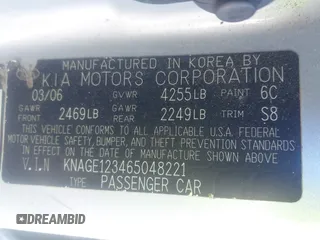 MANUFACTURED IN KOREA BY
KIA MOTORS CORPORATION
03/06 GVWR 4255LB PAINT 6C
GAWR FRONT 2469LB GAWR REAR 2249LB TRIM S8
THIS VEHICLE CONFORMS TO ALL APPLICABLE U.S.A. FEDERAL
MOTOR VEHICLE SAFETY, BUMPER, AND THEFT PREVENTION STANDARDS
IN EFFECT ON THE DATE OF MANUFACTURE SHOWN ABOVE.
V.I.N KNAGE123465048221
TYPE PASSENGER CAR
DREAMBID
DREAMBID.COM